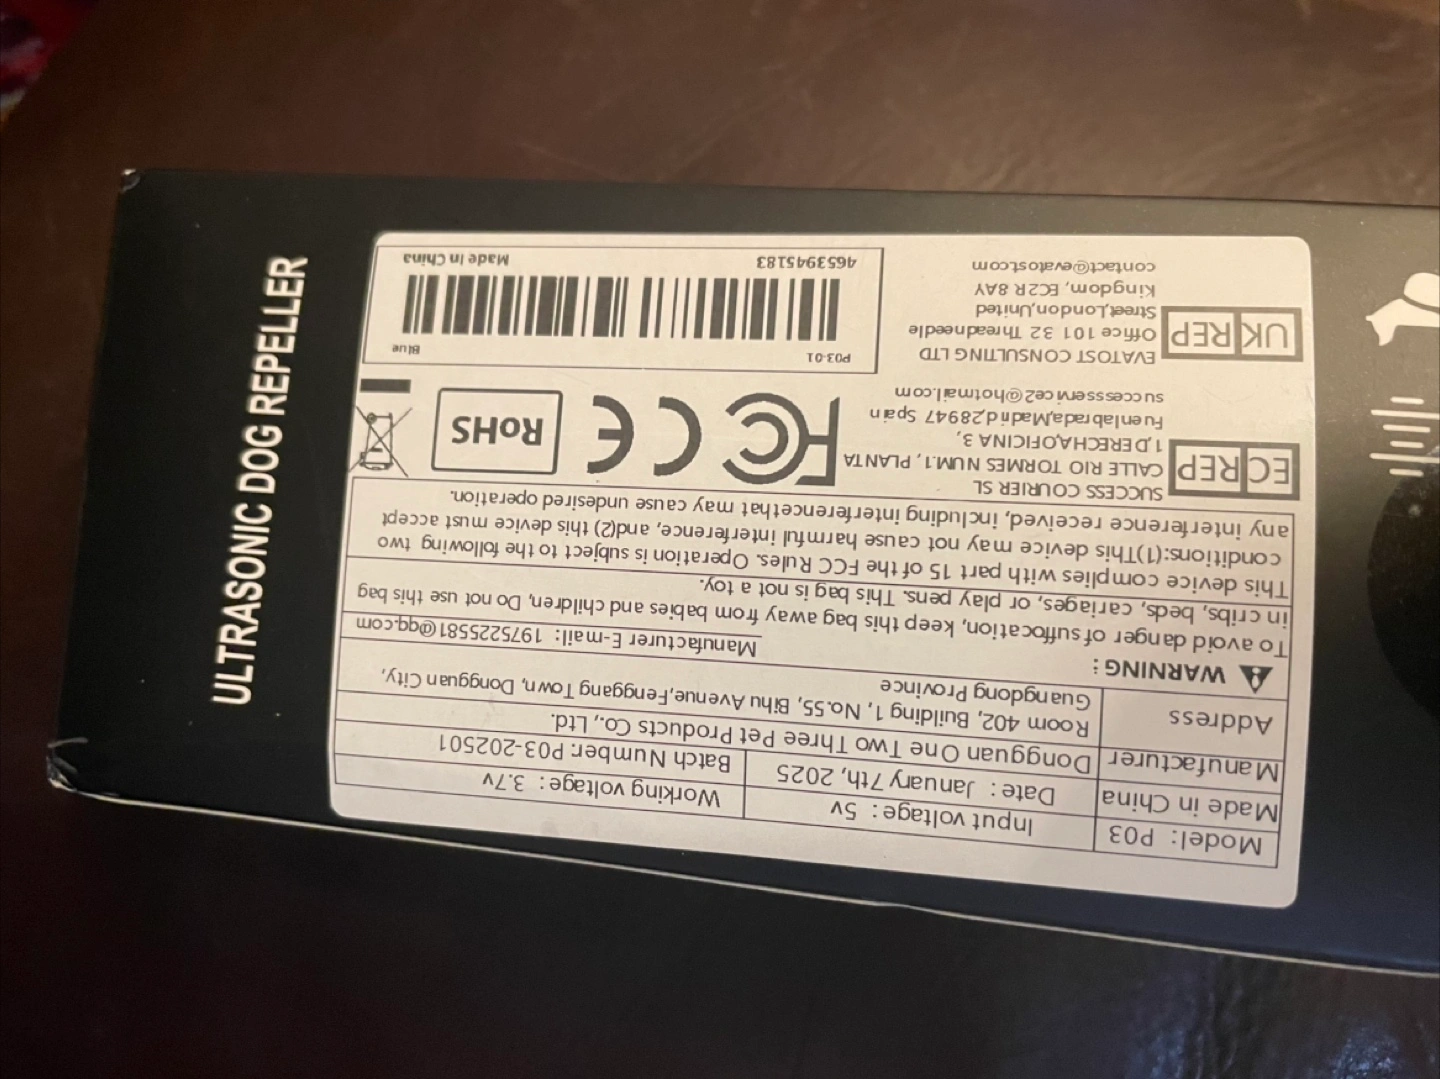 ULTRASONIC DOG REPELLER
Model: P03
Input voltage: 5v
Working voltage: 3.7v
Made in China
Date: January 7th, 2025
Batch Number: P03-202501
Manufacturer
Dongguan One Two Three Pet Products Co., Ltd.
Address
Room 402, Building 1, No.55, Bihu Avenue,Fenggang Town, Dongguan City,
Guangdong Province
Manufacturer E-mail: 1975225581@qq.com
WARNING:
To avoid danger of suffocation, keep this bag away from babies and children, Do not use this bag
in cribs, beds, carlages, or play pens. This bag is not a toy.
This device complies with part 15 of the FCC Rules. Operation is subject to the following two
conditions:(1)This device may not cause harmful interference, and(2) this device must accept
any interference received, including interferencethat may cause undesired operation.
EC REP
SUCCESS COURIER SL
CALLE RIO TORMES NUM.1, PLANTA
1,DERECHA,OFICINA 3,
Fuenlabrada,Madrid,28947 Spain
successservice2@hotmail.com
FC
CE
RoHS
UK REP
EVATOST CONSULTING LTD
Office 101 32 Threadneedle
Street,London,United
Kingdom, EC2R 8AY
contact@evatost.com
P03-01
Blue
4653945183
Made In China